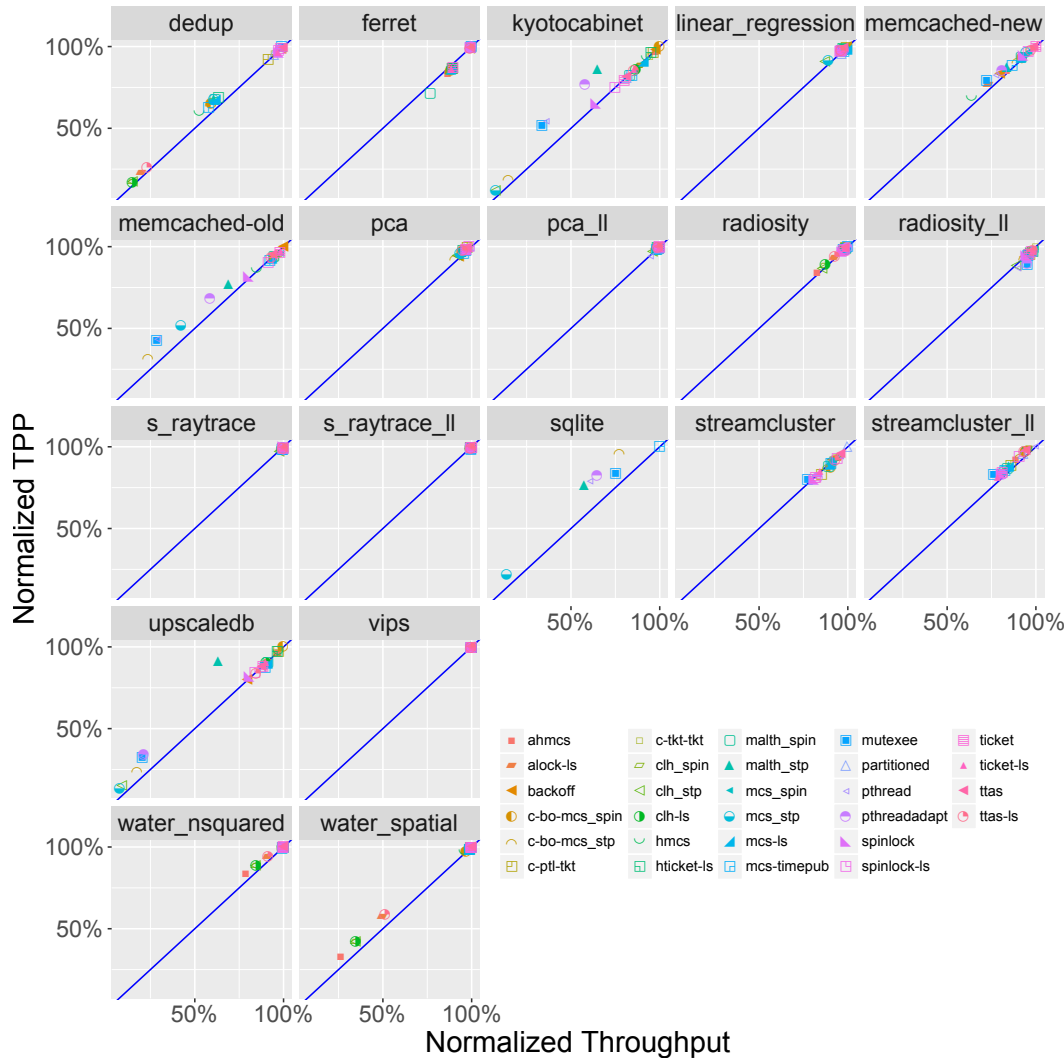 dedup ferret kyotocabinet linear_regression memcached-new
100%
50%
memcached-old pca pca_ll radiosity radiosity_ll
100%
50%
s_raytrace s_raytrace_ll sqlite streamcluster streamcluster_ll
100%
50%
50% 100% 50% 100% 50% 100%
upscaledb vips
100%
50%
water_nsquared water_spatial
100%
50%
50% 100% 50% 100%
Normalized TPP
Normalized Throughput
ahmcs c-tkt-tkt malth_spin mutexee ticket
alock-ls clh_spin malth_stp partitioned ticket-ls
backoff clh_stp mcs_spin pthread ttas
c-bo-mcs_spin clh-ls mcs_stp pthreadadapt ttas-ls
c-bo-mcs_stp hmcs mcs-ls spinlock
c-ptl-tkt hticket-ls mcs-timepub spinlock-ls